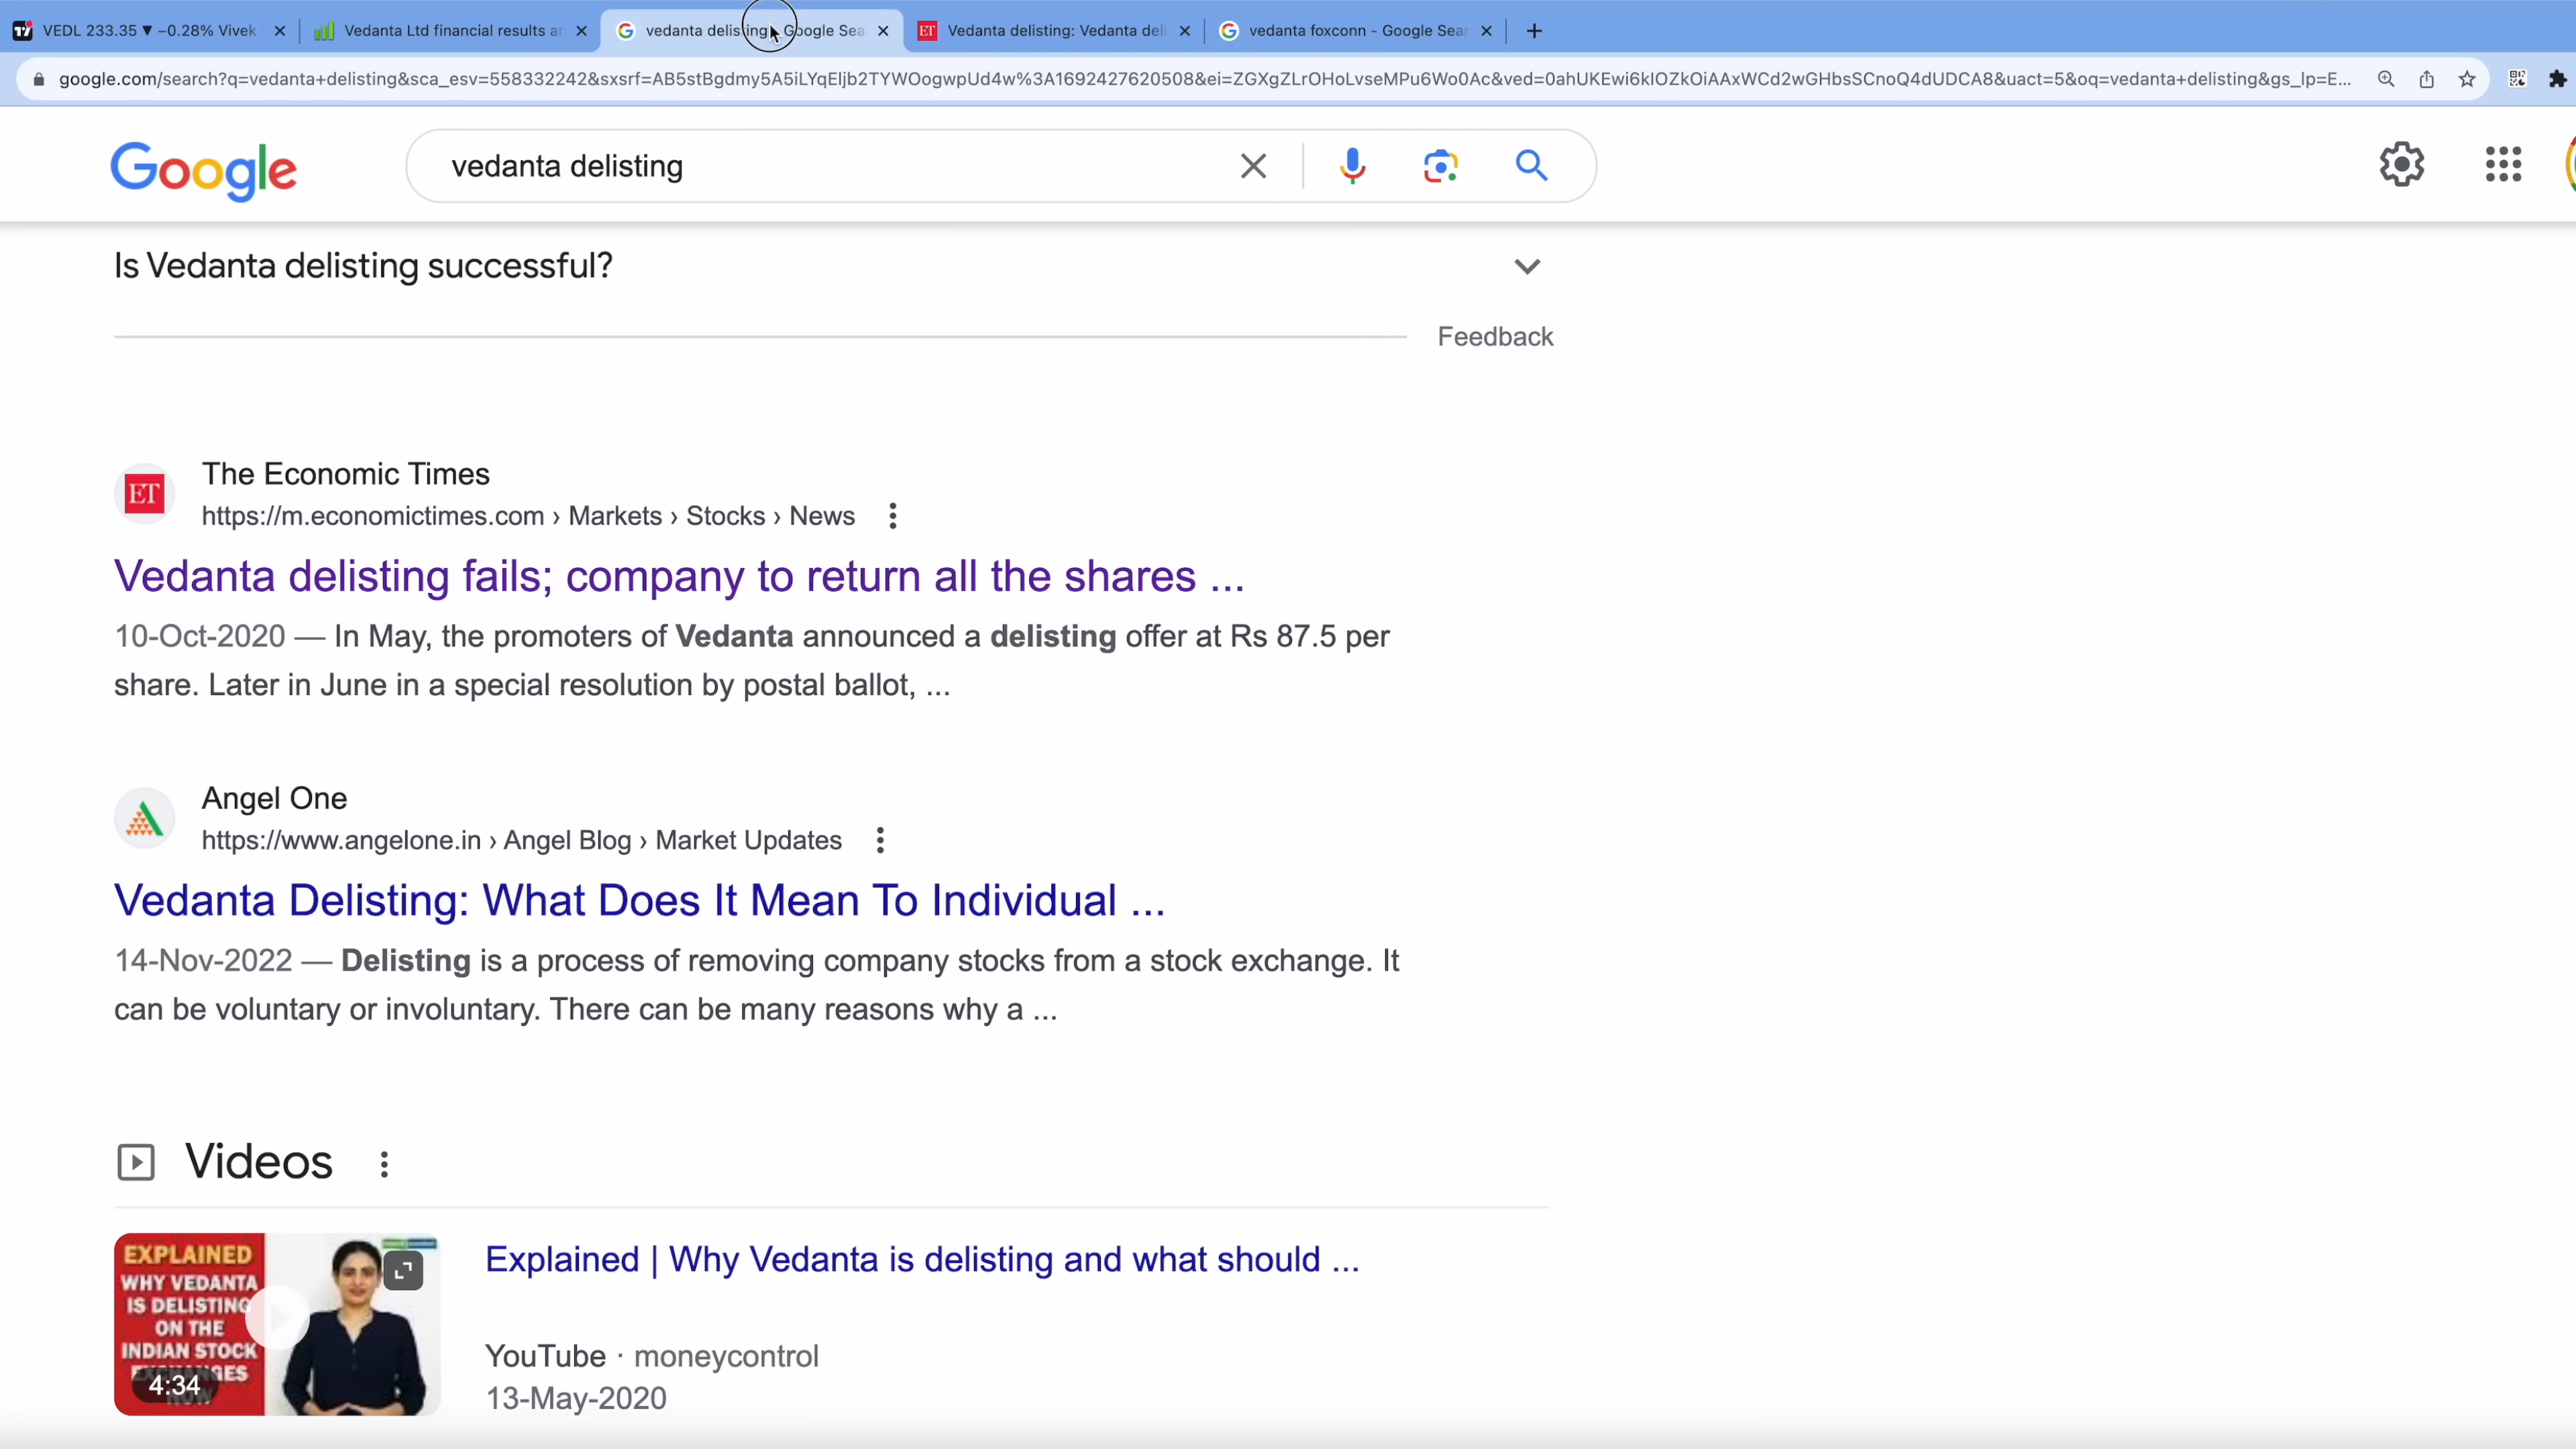 VEDL 233.35 ▼ −0.28% Vivek
Vedanta Ltd financial results ar
vedanta delisting - Google Sea
ET Vedanta delisting: Vedanta deli
vedanta foxconn - Google Sear
google.com/search?q=vedanta+delisting&sca_esv=558332242&sxsrf=AB5stBgdmy5A5iLYqEljb2TYWOogwpUd4w%3A1692427620508&ei=ZGXgZLrOHoLvseMPu6Wo0Ac&ved=0ahUKEwi6klOZkOiAAxWCd2wGHbsSCnoQ4dUDCA8&uact=5&oq=vedanta+delisting&gs_lp=E...
Google
vedanta delisting
Is Vedanta delisting successful?
Feedback
ET
The Economic Times
https://m.economictimes.com › Markets › Stocks › News
Vedanta delisting fails; company to return all the shares ...
10-Oct-2020 — In May, the promoters of Vedanta announced a delisting offer at Rs 87.5 per
share. Later in June in a special resolution by postal ballot, ...
Angel One
https://www.angelone.in › Angel Blog › Market Updates
Vedanta Delisting: What Does It Mean To Individual ...
14-Nov-2022 — Delisting is a process of removing company stocks from a stock exchange. It
can be voluntary or involuntary. There can be many reasons why a ...
Videos
EXPLAINED
WHY VEDANTA
IS DELISTING
ON THE
INDIAN STOCK
EXCHANGES
NOW
4:34
Explained | Why Vedanta is delisting and what should ...
YouTube · moneycontrol
13-May-2020